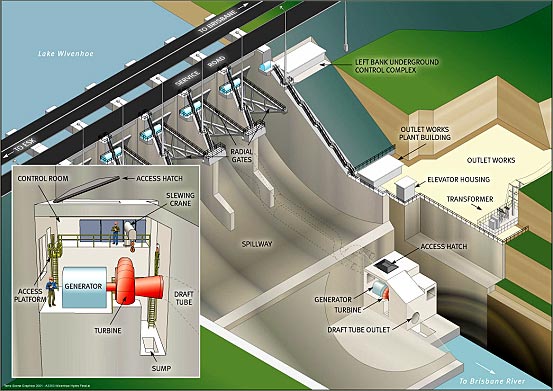 Lake Wivenhoe
TO BRISBANE
SERVICE ROAD
TO ESK
LEFT BANK UNDERGROUND
CONTROL COMPLEX
OUTLET WORKS
PLANT BUILDING
OUTLET WORKS
RADIAL
GATES
ELEVATOR HOUSING
TRANSFORMER
SPILLWAY
ACCESS HATCH
GENERATOR
TURBINE
DRAFT TUBE OUTLET
To Brisbane River
CONTROL ROOM
ACCESS HATCH
SLEWING
CRANE
ACCESS
PLATFORM
GENERATOR
TURBINE
DRAFT
TUBE
SUMP